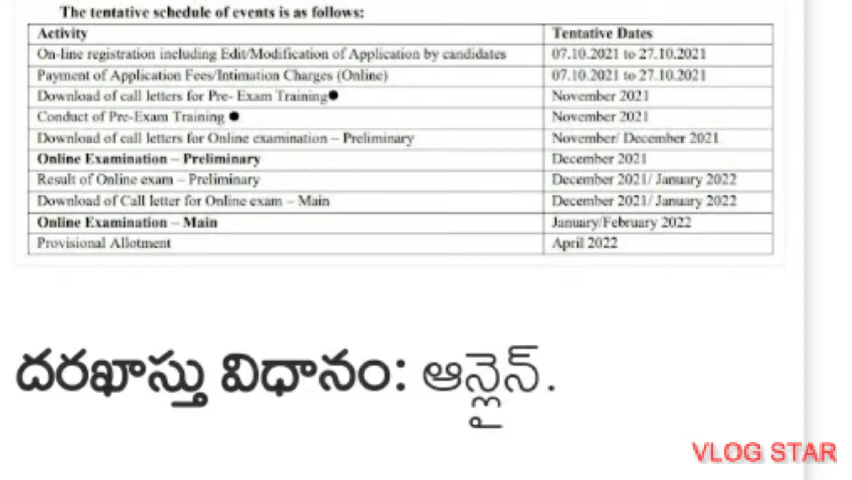 The tentative schedule of events is as follows:
Activity Tentative Dates
On-line registration including Edit/Modification of Application by candidates 07.10.2021 to 27.10.2021
Payment of Application Fees/Intimation Charges (Online) 07.10.2021 to 27.10.2021
Download of call letters for Pre- Exam Training● November 2021
Conduct of Pre-Exam Training ● November 2021
Download of call letters for Online examination – Preliminary November/ December 2021
Online Examination – Preliminary December 2021
Result of Online exam – Preliminary December 2021/ January 2022
Download of Call letter for Online exam – Main December 2021/ January 2022
Online Examination – Main January/February 2022
Provisional Allotment April 2022
దరఖాస్తు విధానం: ఆన్లైన్.
VLOG STAR